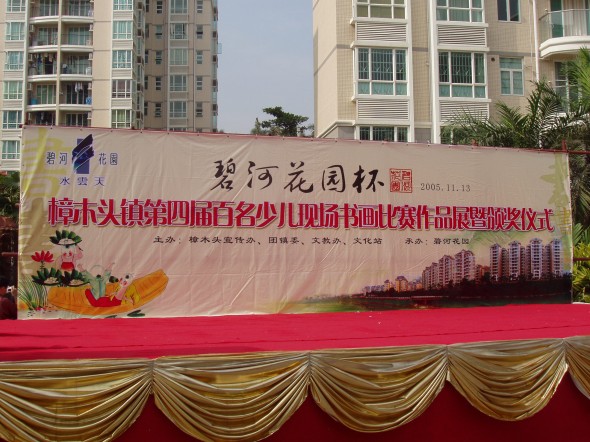 碧河 花園
水雲天
碧河花园杯
2005.11.13
樟木头镇第四届百名少儿现场书画比赛作品展暨颁奖仪式
主办：樟木头宣传办、团镇委、文教办、文化站 承办：碧河花园